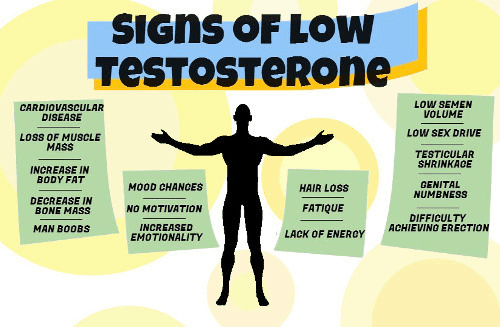 Signs of Low
Testosterone
CARDIOVASCULAR
DISEASE
LOSS OF MUSCLE
MASS
INCREASE IN
BODY FAT
DECREASE IN
BONE MASS
MAN BOOBS
MOOD CHANGES
NO MOTIVATION
INCREASED
EMOTIONALITY
HAIR LOSS
FATIQUE
LACK OF ENERGY
LOW SEMEN
VOLUME
LOW SEX DRIVE
TESTICULAR
SHRINKAGE
GENITAL
NUMBNESS
DIFFICULTY
ACHIEVING ERECTION